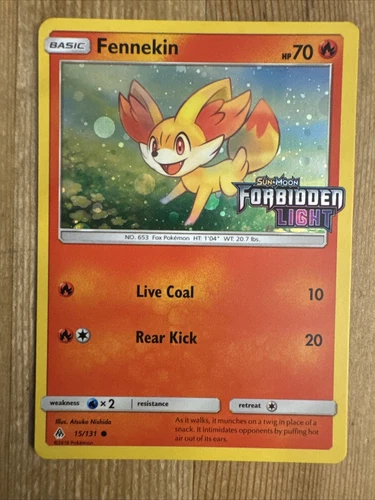 BASIC Fennekin HP 70
SUN & MOON
FORBIDDEN
LIGHT
NO. 653 Fox Pokémon HT: 1'04" WT: 20.7 lbs.
Live Coal 10
Rear Kick 20
weakness ×2 resistance retreat
Illus. Atsuko Nishida
15/131
©2018 Pokémon
As it walks, it munches on a twig in place of a
snack. It intimidates opponents by puffing hot
air out of its ears.